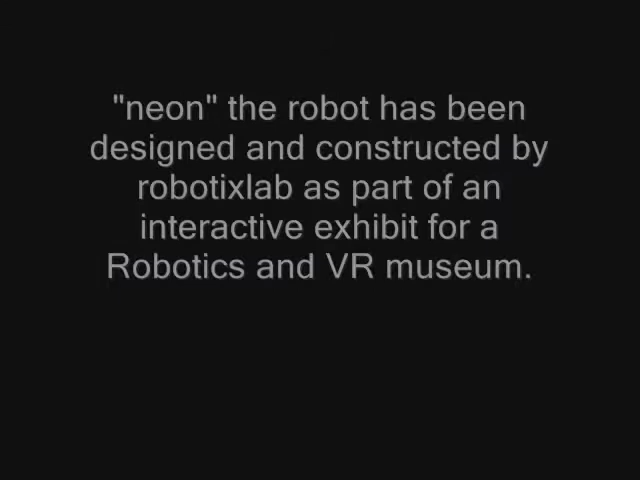 "neon" the robot has been
designed and constructed by
robotixlab as part of an
interactive exhibit for a
Robotics and VR museum.